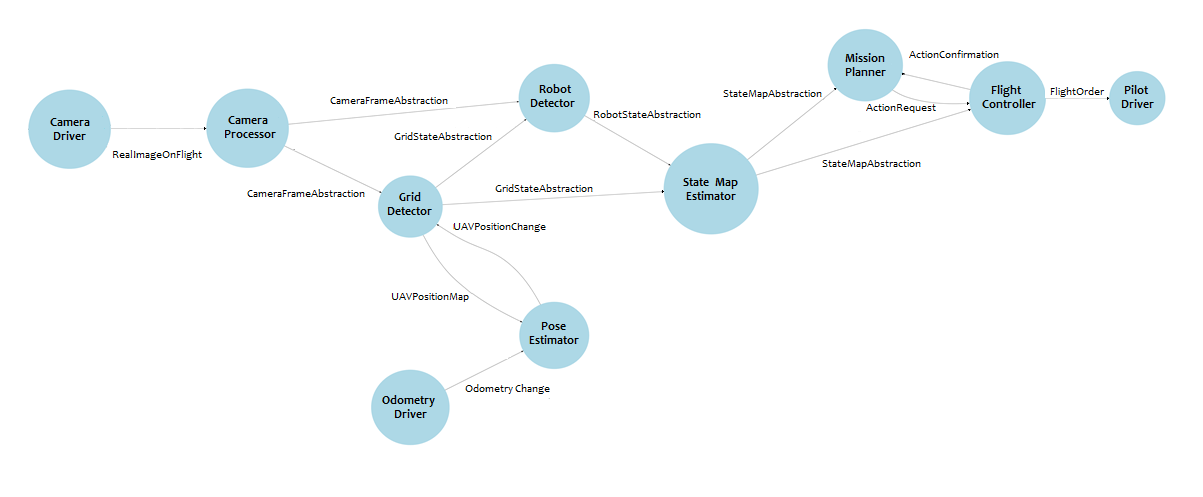 Camera
Driver
RealImageOnFlight
Camera
Processor
CameraFrameAbstraction
CameraFrameAbstraction
Robot
Detector
GridStateAbstraction
Grid
Detector
GridStateAbstraction
RobotStateAbstraction
UAVPositionChange
UAVPositionMap
Pose
Estimator
Odometry Change
Odometry
Driver
State Map
Estimator
StateMapAbstraction
StateMapAbstraction
Mission
Planner
ActionConfirmation
ActionRequest
Flight
Controller
FlightOrder
Pilot
Driver